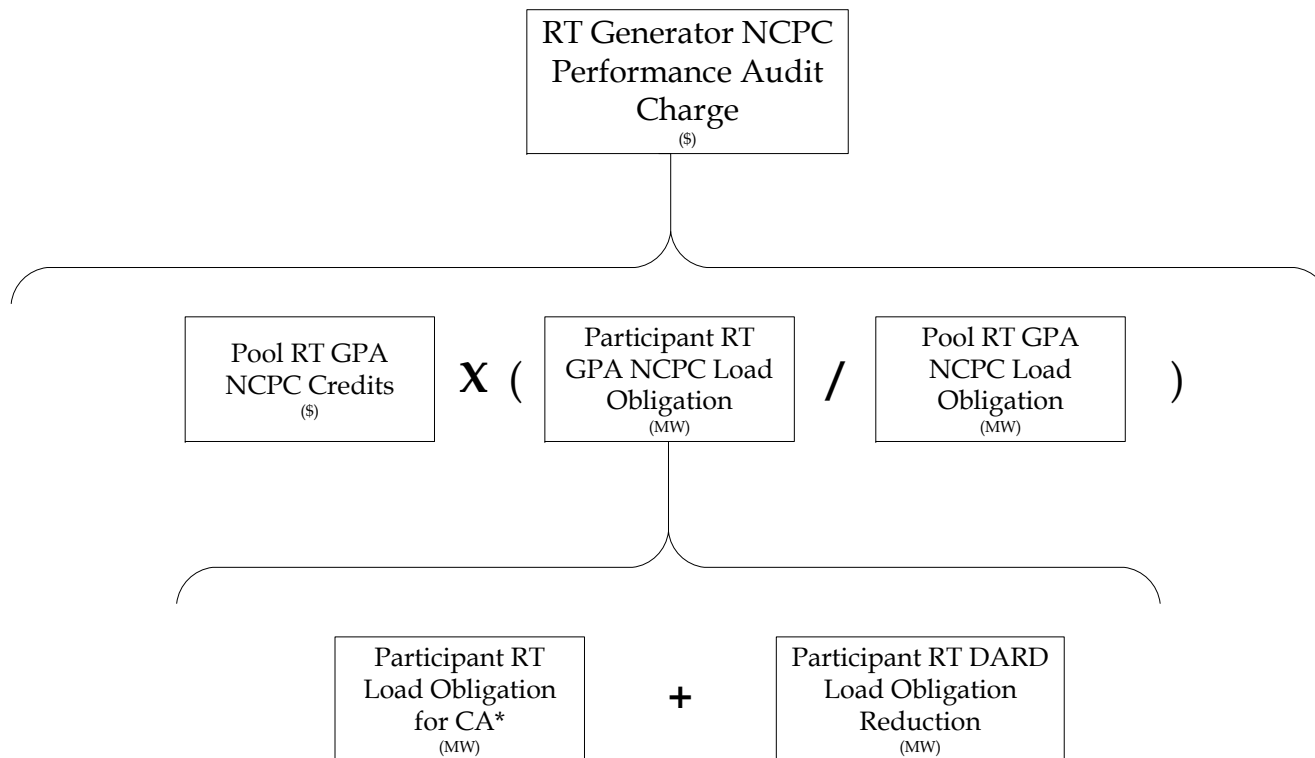 RT Generator NCPC
Performance Audit
Charge
($)
Pool RT GPA
NCPC Credits
($)
X
(
Participant RT
GPA NCPC Load
Obligation
(MW)
/
Pool RT GPA
NCPC Load
Obligation
(MW)
)
Participant RT
Load Obligation
for CA*
(MW)
+
Participant RT DARD
Load Obligation
Reduction
(MW)